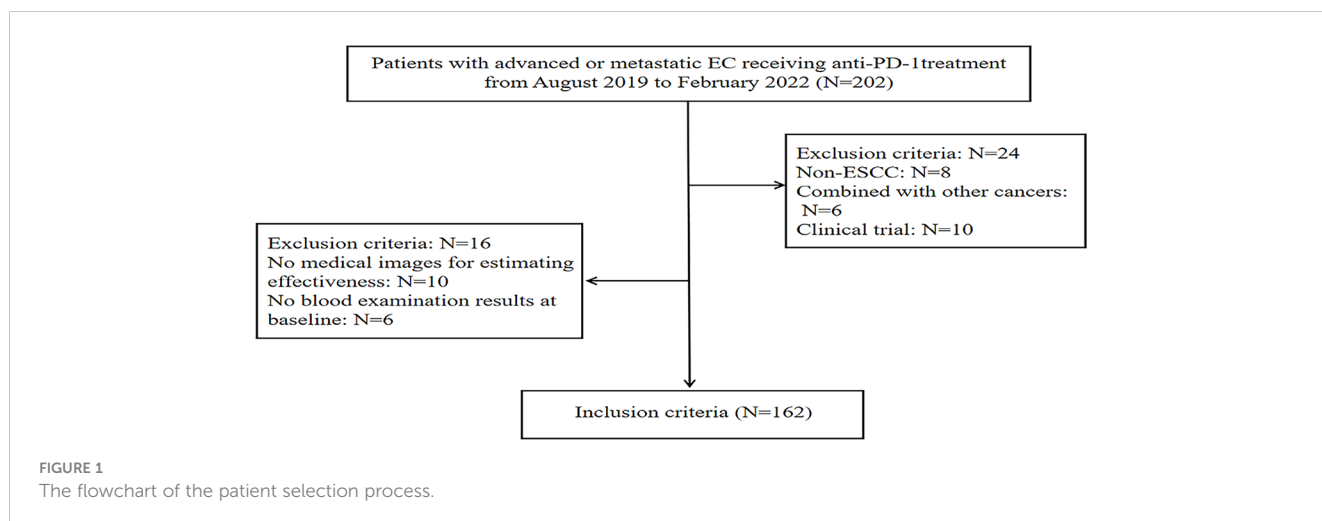 Patients with advanced or metastatic EC receiving anti-PD-1treatment
from August 2019 to February 2022 (N=202)
Exclusion criteria: N=24
Non-ESCC: N=8
Combined with other cancers:
N=6
Clinical trial: N=10
Exclusion criteria: N=16
No medical images for estimating
effectiveness: N=10
No blood examination results at
baseline: N=6
Inclusion criteria (N=162)
FIGURE 1
The flowchart of the patient selection process.